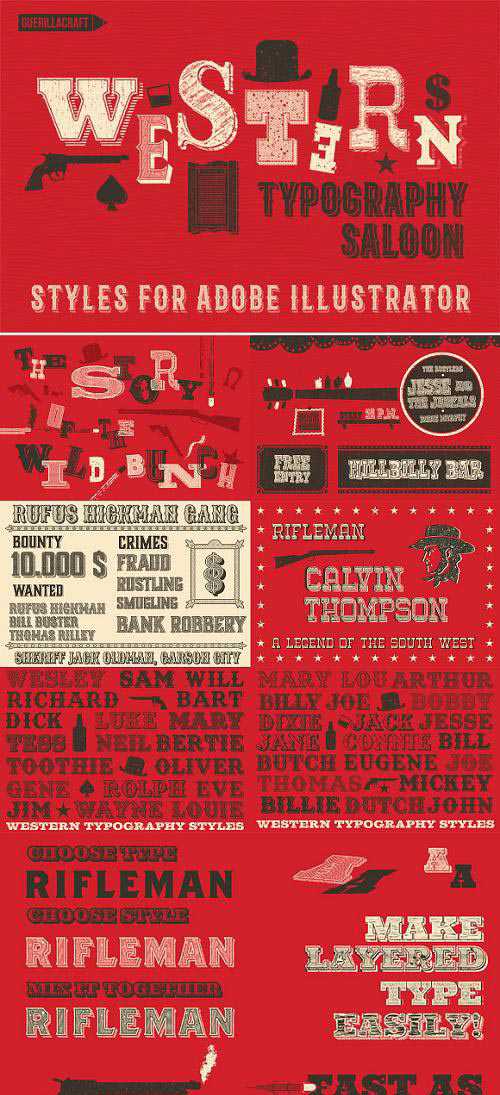 GUERILLACRAFT
WESTERN
$
TYPOGRAPHY
SALOON
STYLES FOR ADOBE ILLUSTRATOR
THE STORY
OF THE
WILD BUNCH
THE RUSTLERS
JESSE AND
THE JACKALS
FREE
ENTRY
HILLBILLY BAR
RUFUS HICKMAN GANG
BOUNTY
10.000 $
WANTED
RUFUS HICKMAN
BILL BUSTER
THOMAS RILLEY
CRIMES
FRAUD
RUSTLING
SMUGLING
BANK ROBBERY
$
SHERIFF JACK OLDMAN, CARSON CITY
RIFLEMAN
CALVIN
THOMPSON
A LEGEND OF THE SOUTH WEST
WESLEY SAM WILL
RICHARD BART
DICK LUKE MARY
TESS NEIL BERTIE
TOOTHIE OLIVER
GENE ROLPH EVE
JIM WAYNE LOUIE
WESTERN TYPOGRAPHY STYLES
MARY LOU ARTHUR
BILLY JOE BOBBY
DIXIE JACK JESSE
JANE CONNIE BILL
BUTCH EUGENE JOE
THOMAS MICKEY
BILLIE DUTCH JOHN
WESTERN TYPOGRAPHY STYLES
CHOOSE TYPE
RIFLEMAN
CHOOSE STYLE
RIFLEMAN
MIX IT TOGETHER
RIFLEMAN
A
A
MAKE
LAYERED
TYPE
EASILY!
FAST AS